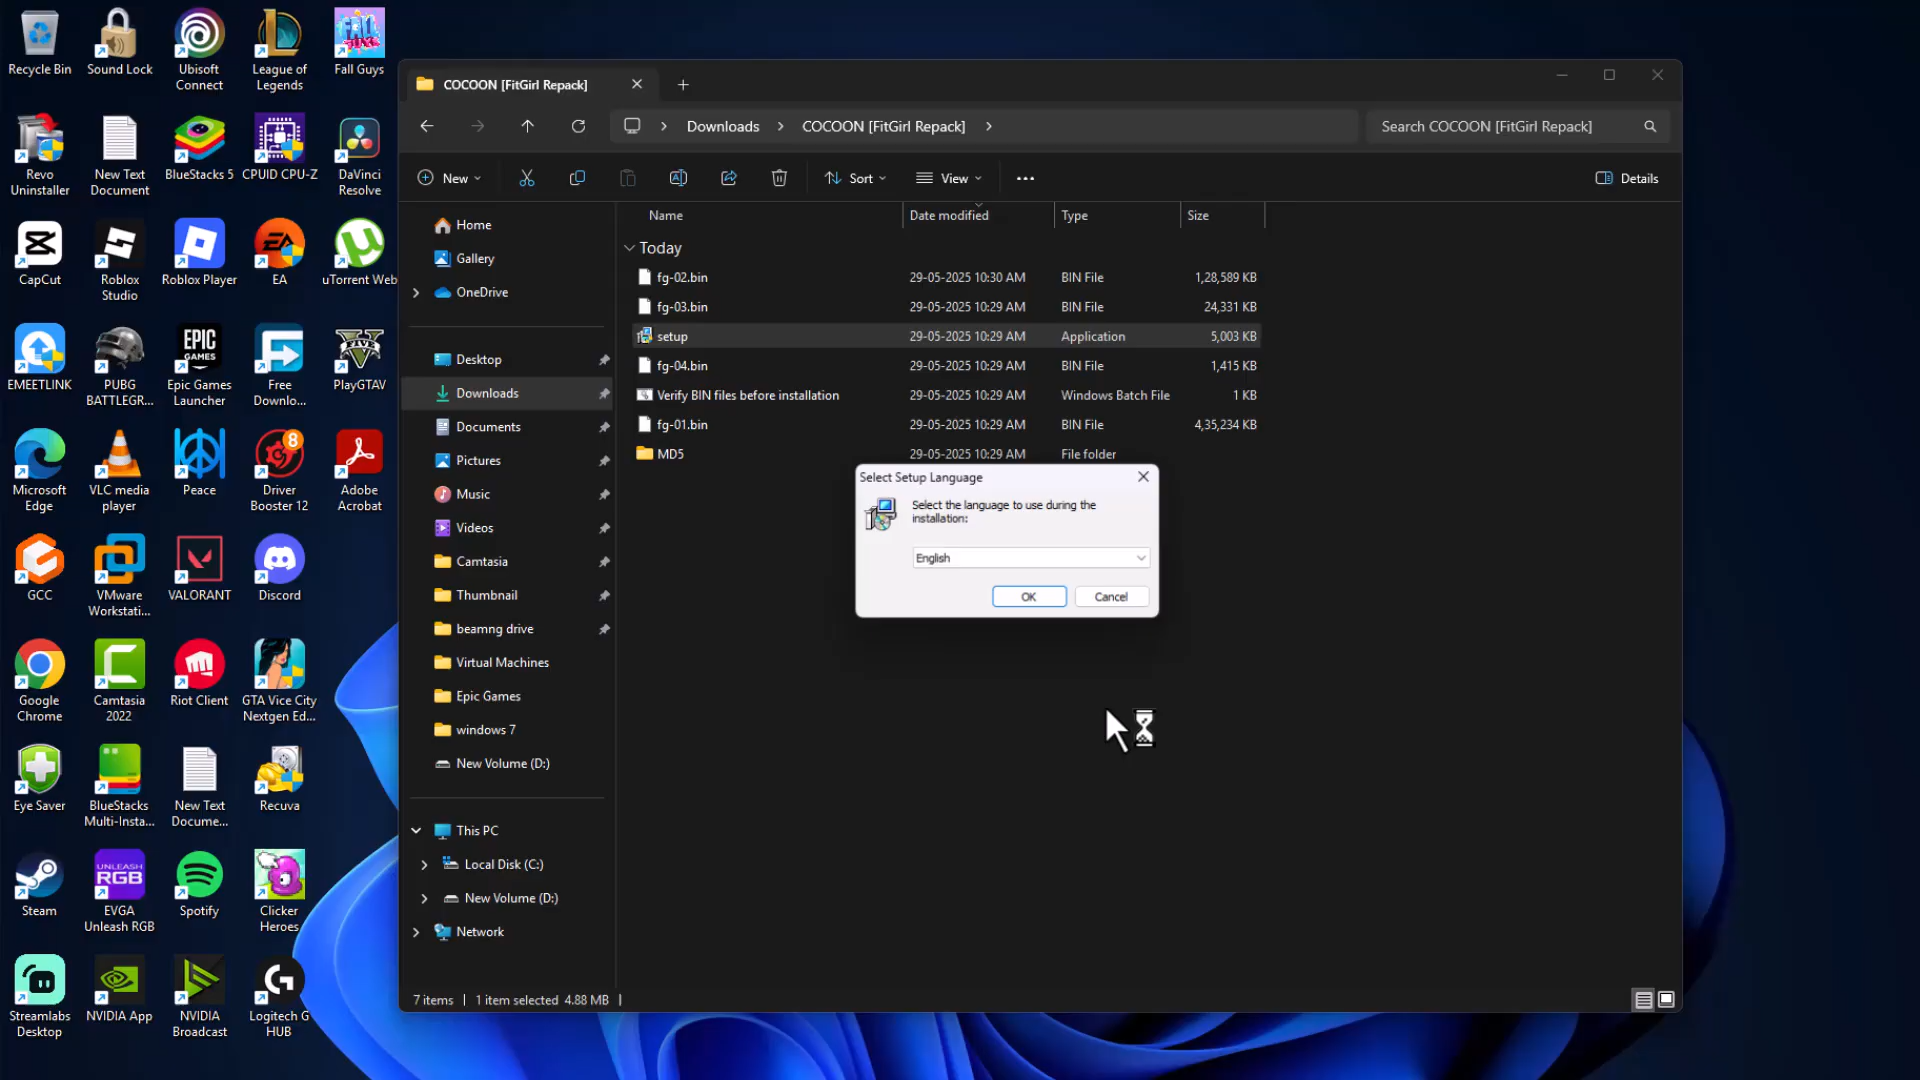 Recycle Bin
Sound Lock
Ubisoft
Connect
League of
Legends
Fall Guys
Revo
Uninstaller
New Text
Document
BlueStacks 5
CPUID CPU-Z
DaVinci
Resolve
CapCut
Roblox
Studio
Roblox Player
EA
uTorrent Web
EMEETLINK
PUBG
BATTLEGR...
EPIC
GAMES
Epic Games
Launcher
Free
Downlo...
PlayGTAV
Microsoft
Edge
VLC media
player
Peace
8
Driver
Booster 12
Adobe
Acrobat
GCC
VMware
Workstati...
VALORANT
Discord
Google
Chrome
Camtasia
2022
Riot Client
GTA Vice City
Nextgen Ed...
Eye Saver
BlueStacks
Multi-Insta...
New Text
Docume...
Recuva
Steam
UNLEASH
RGB
EVGA
Unleash RGB
Spotify
Clicker
Heroes
Streamlabs
Desktop
NVIDIA App
NVIDIA
Broadcast
Logitech G
HUB
COCOON [FitGirl Repack]
Downloads
COCOON [FitGirl Repack]
Search COCOON [FitGirl Repack]
New
Sort
View
Details
Home
Gallery
OneDrive
Desktop
Downloads
Documents
Pictures
Music
Videos
Camtasia
Thumbnail
beamng drive
Virtual Machines
Epic Games
windows 7
New Volume (D:)
This PC
Local Disk (C:)
New Volume (D:)
Network
Name Date modified Type Size
Today
fg-02.bin 29-05-2025 10:30 AM BIN File 1,28,589 KB
fg-03.bin 29-05-2025 10:29 AM BIN File 24,331 KB
setup 29-05-2025 10:29 AM Application 5,003 KB
fg-04.bin 29-05-2025 10:29 AM BIN File 1,415 KB
Verify BIN files before installation 29-05-2025 10:29 AM Windows Batch File 1 KB
fg-01.bin 29-05-2025 10:29 AM BIN File 4,35,234 KB
MD5 29-05-2025 10:29 AM File folder
Select Setup Language
Select the language to use during the
installation:
English
OK
Cancel
7 items 1 item selected 4.88 MB